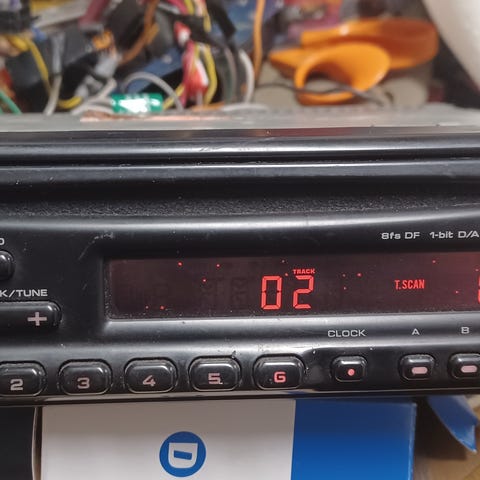 8fs DF 1-bit D/A
K/TUNE
+
TRACK
02
T.SCAN
CLOCK A B
2 3 4 5 6
D